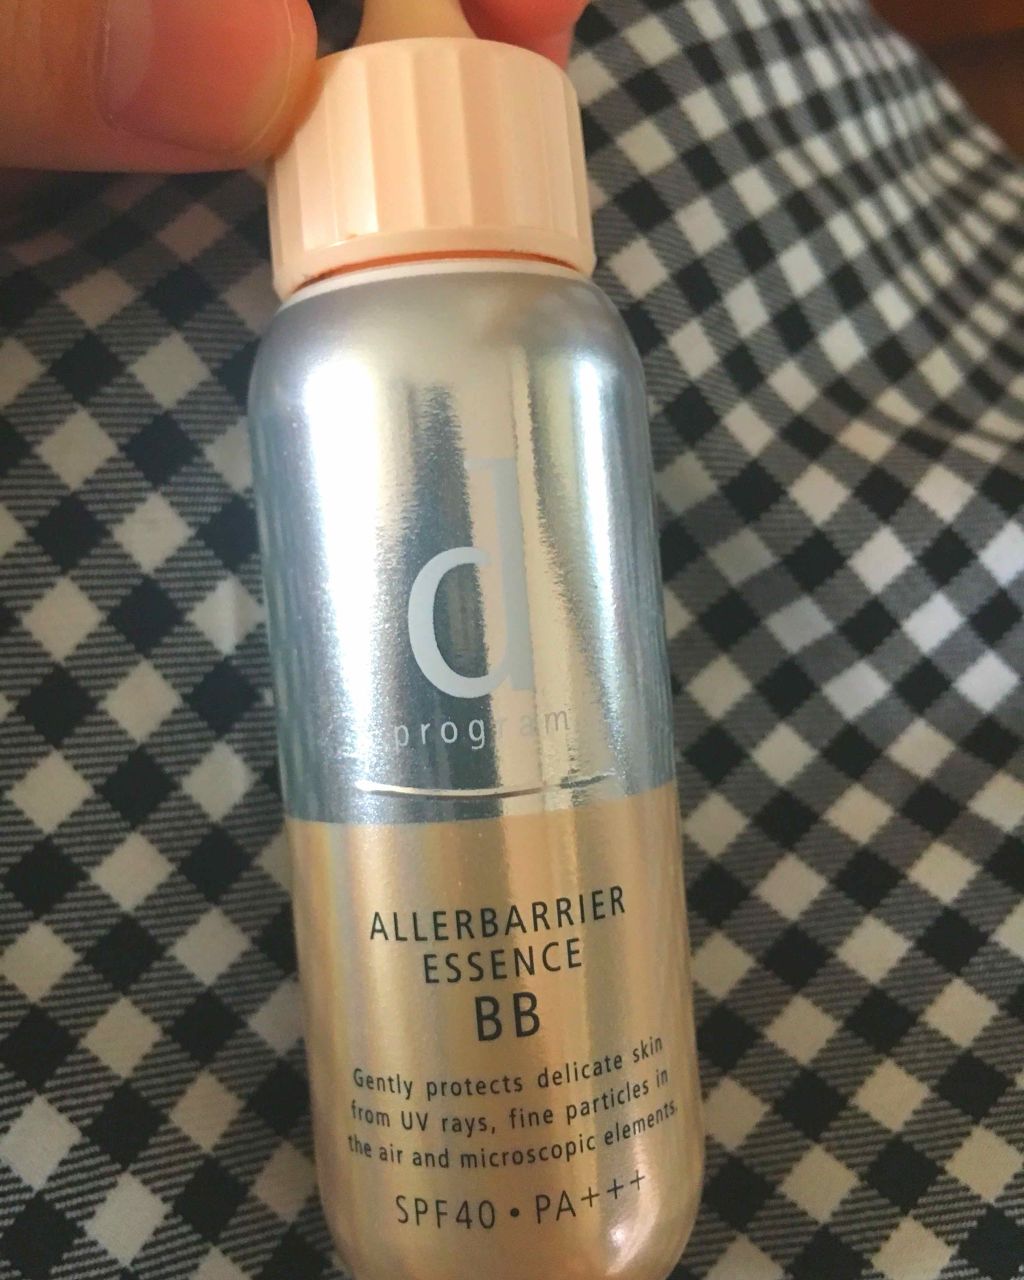 d
program
ALLERBARRIER
ESSENCE
BB
Gently protects delicate skin
from UV rays, fine particles in
the air and microscopic elements.
SPF40・PA+++